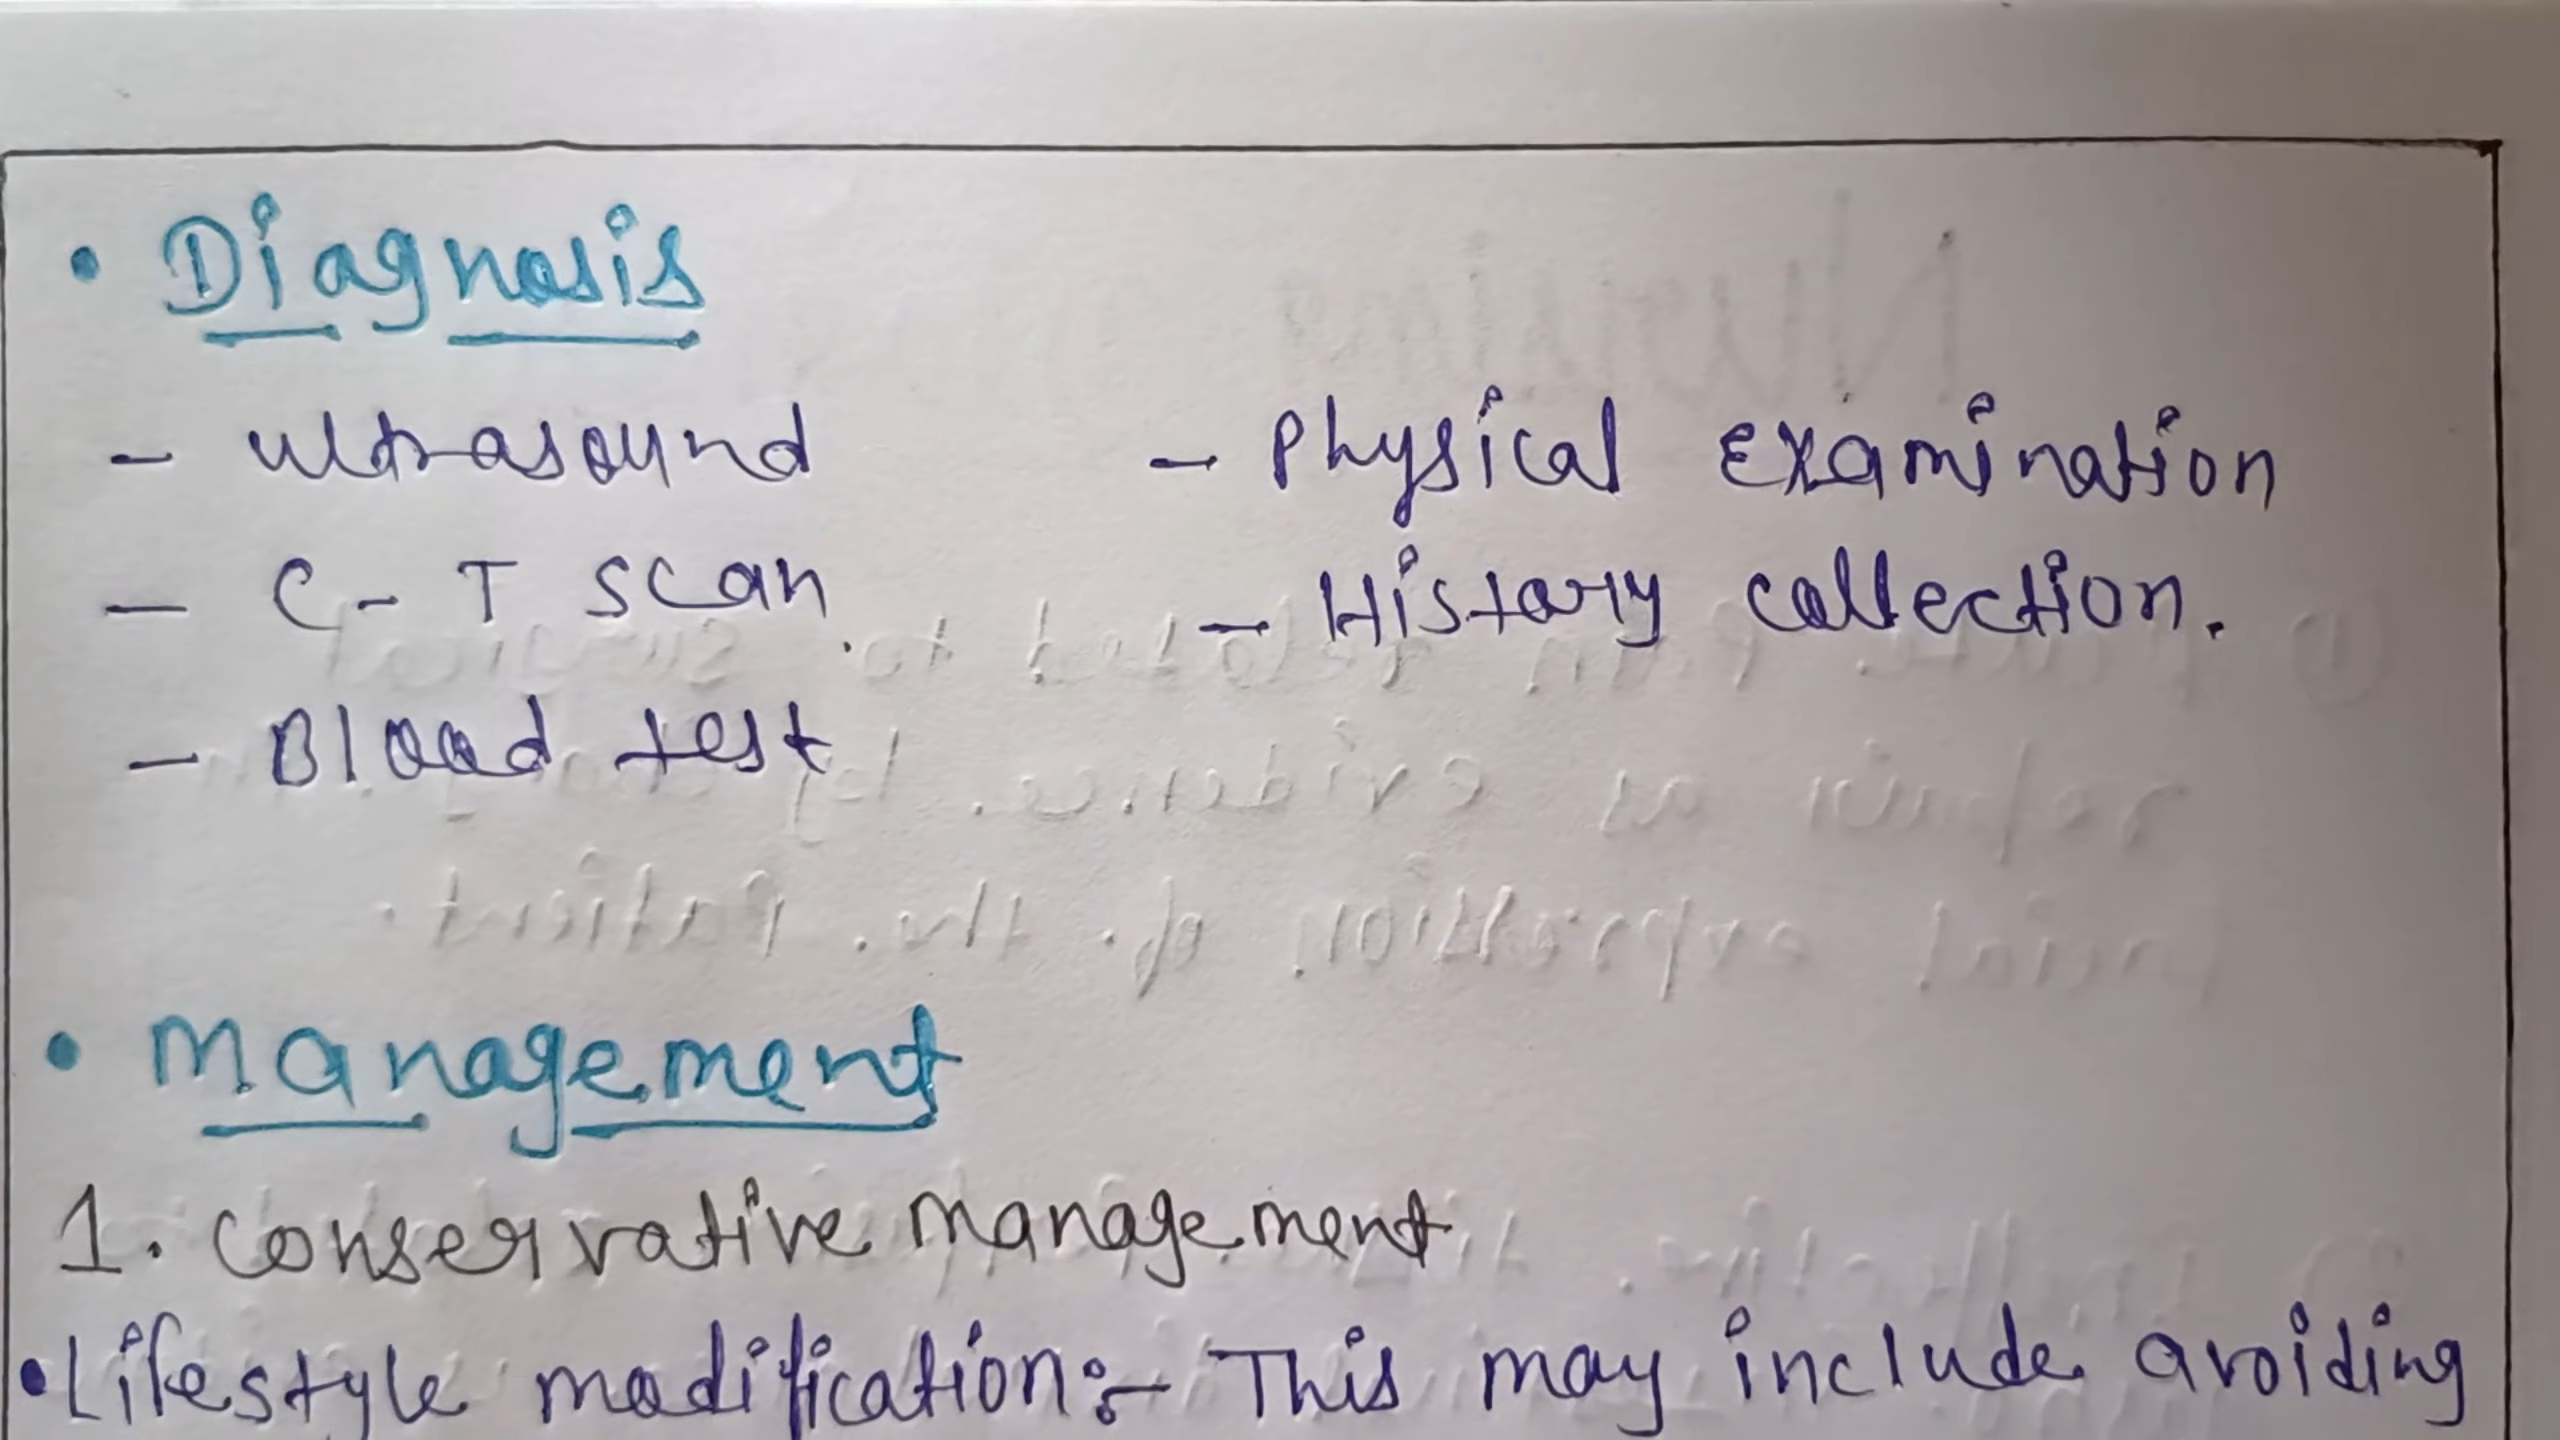 • Diagnosis
- Ultrasound
- C-T scan
- Blood test
- Physical Examination
- History collection.
• Management
1. Conservative management
• Lifestyle modification:- This may include avoiding